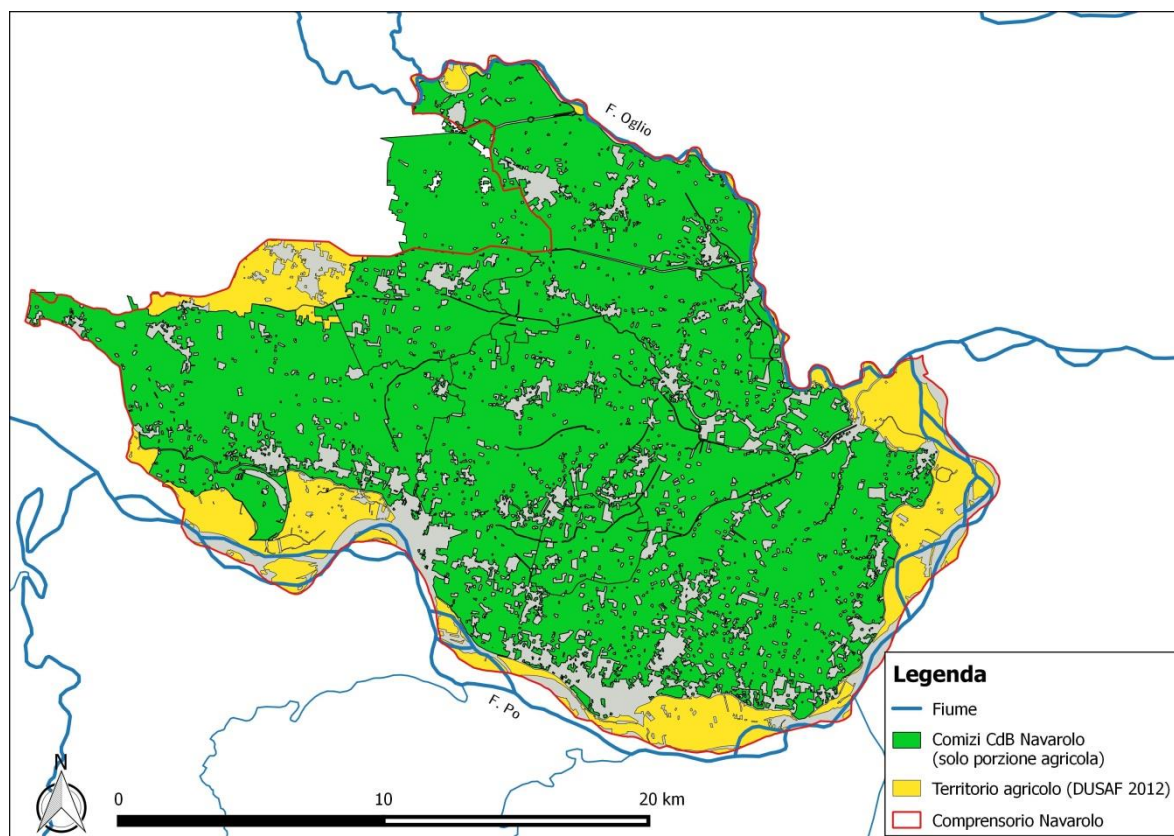 F. Oglio
F. Po
N
0 10 20 km
Legenda
Fiume
Comizi CdB Navarolo
(solo porzione agricola)
Territorio agricolo (DUSAF 2012)
Comprensorio Navarolo